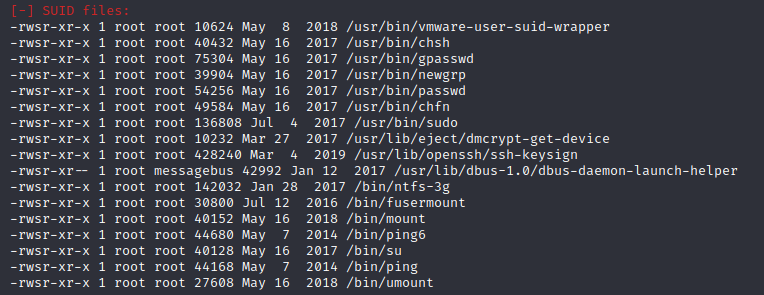 [-] SUID files:
-rwsr-xr-x 1 root root 10624 May  8  2018 /usr/bin/vmware-user-suid-wrapper
-rwsr-xr-x 1 root root 40432 May 16  2017 /usr/bin/chsh
-rwsr-xr-x 1 root root 75304 May 16  2017 /usr/bin/gpasswd
-rwsr-xr-x 1 root root 39904 May 16  2017 /usr/bin/newgrp
-rwsr-xr-x 1 root root 54256 May 16  2017 /usr/bin/passwd
-rwsr-xr-x 1 root root 49584 May 16  2017 /usr/bin/chfn
-rwsr-xr-x 1 root root 136808 Jul  4  2017 /usr/bin/sudo
-rwsr-xr-x 1 root root 10232 Mar 27  2017 /usr/lib/eject/dmcrypt-get-device
-rwsr-xr-x 1 root root 428240 Mar  4  2019 /usr/lib/openssh/ssh-keysign
-rwsr-xr-- 1 root messagebus 42992 Jan 12  2017 /usr/lib/dbus-1.0/dbus-daemon-launch-helper
-rwsr-xr-x 1 root root 142032 Jan 28  2017 /bin/ntfs-3g
-rwsr-xr-x 1 root root 30800 Jul 12  2016 /bin/fusermount
-rwsr-xr-x 1 root root 40152 May 16  2018 /bin/mount
-rwsr-xr-x 1 root root 44680 May  7  2014 /bin/ping6
-rwsr-xr-x 1 root root 40128 May 16  2017 /bin/su
-rwsr-xr-x 1 root root 44168 May  7  2014 /bin/ping
-rwsr-xr-x 1 root root 27608 May 16  2018 /bin/umount